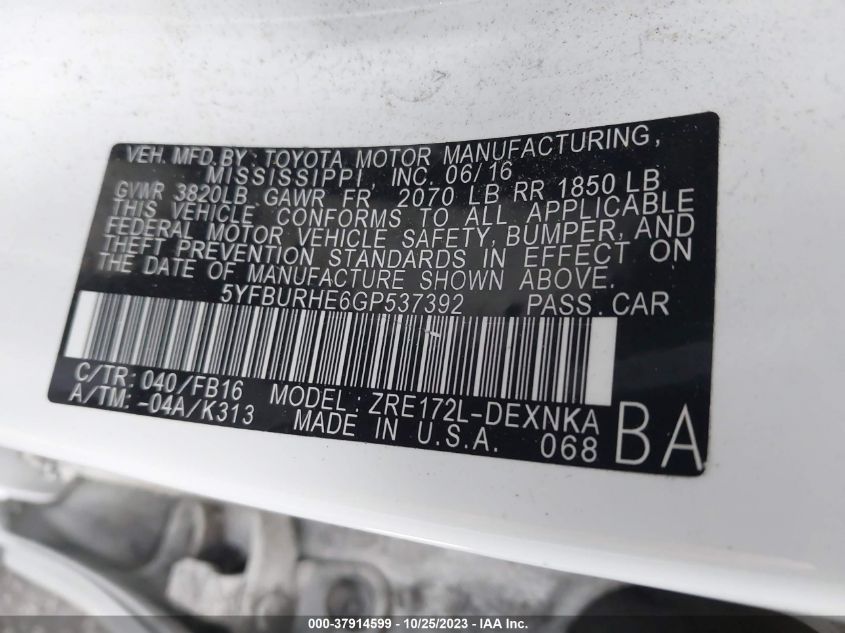 VEH. MFD. BY: TOYOTA MOTOR MANUFACTURING,
MISSISSIPPI, INC. 06/16
GVWR 3820LB GAWR FR 2070 LB RR 1850 LB
THIS VEHICLE CONFORMS TO ALL APPLICABLE
FEDERAL MOTOR VEHICLE SAFETY, BUMPER, AND
THEFT PREVENTION STANDARDS IN EFFECT ON
THE DATE OF MANUFACTURE SHOWN ABOVE.
5YFBURHE6GP537392 PASS. CAR
C/TR: 040/FB16 MODEL: ZRE172L-DEXNKA
A/TM: -04A/K313 MADE IN U.S.A. 068 BA
000-37914599 - 10/25/2023 - IAAI Inc.